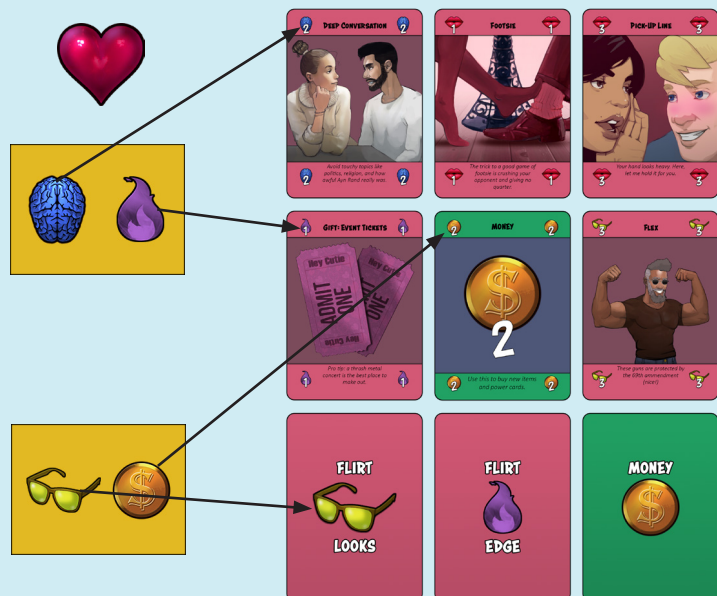 2 DEEP CONVERSATION 2
Avoid touchy topics like
politics, religion, and how
awful Ayn Rand really was.
2 2
1 FOOTSIE 1
The trick to a good game of
footsie is crushing your
opponent and giving no
quarter.
1 1
3 PICK-UP LINE 3
Your hand looks heavy. Here,
let me hold it for you.
3 3
1 GIFT: EVENT TICKETS 1
Hey Cutie
ADMIT
ONE
Hey Cutie
ADMIT
ONE
Pro tip: a thrash metal
concert is the best place to
make out.
1 1
2 MONEY 2
$
2
Use this to buy new items
and power cards.
2 2
3 FLEX 3
These guns are protected by
the 69th ammendment
(rawr!)
3 3
$
FLIRT
LOOKS
FLIRT
EDGE
MONEY
$